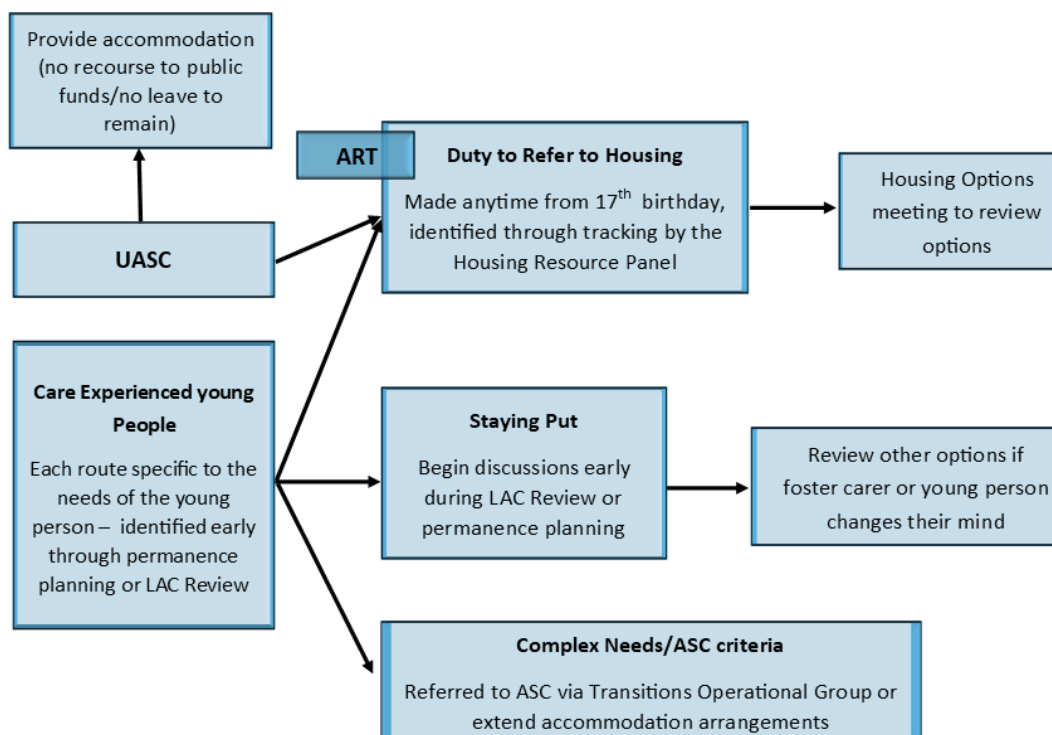 Provide accommodation
(no recourse to public
funds/no leave to
remain)
UASC
ART
Duty to Refer to Housing
Made anytime from 17th birthday,
identified through tracking by the
Housing Resource Panel
Housing Options
meeting to review
options
Care Experienced young
People
Each route specific to the
needs of the young
person – identified early
through permanence
planning or LAC Review
Staying Put
Begin discussions early
during LAC Review or
permanence planning
Review other options if
foster carer or young person
changes their mind
Complex Needs/ASC criteria
Referred to ASC via Transitions Operational Group or
extend accommodation arrangements